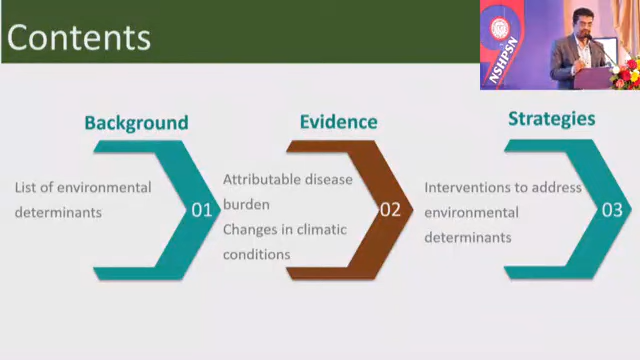 Contents
NSHPSN
Background
List of environmental
determinants
01
Evidence
Attributable disease
burden
Changes in climatic
conditions
02
Strategies
Interventions to address
environmental
determinants
03